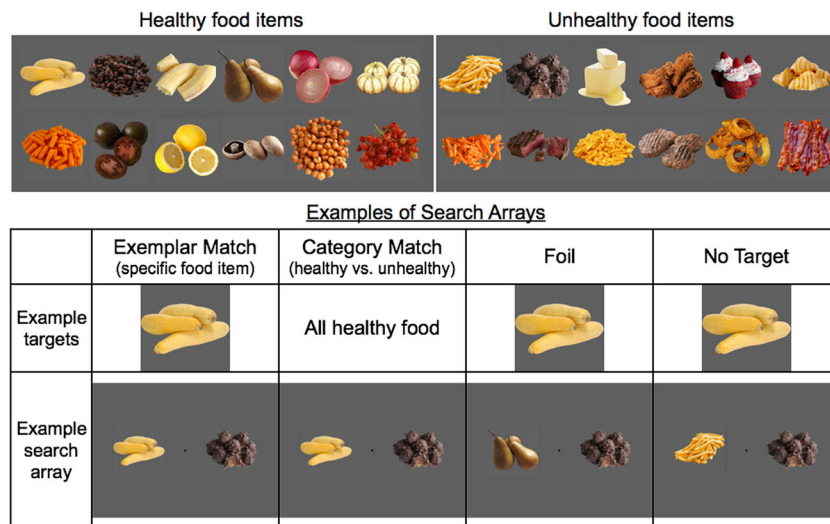 Healthy food items
Unhealthy food items
Examples of Search Arrays
Exemplar Match
(specific food item)
Category Match
(healthy vs. unhealthy)
Foil
No Target
Example
targets
All healthy food
Example
search
array